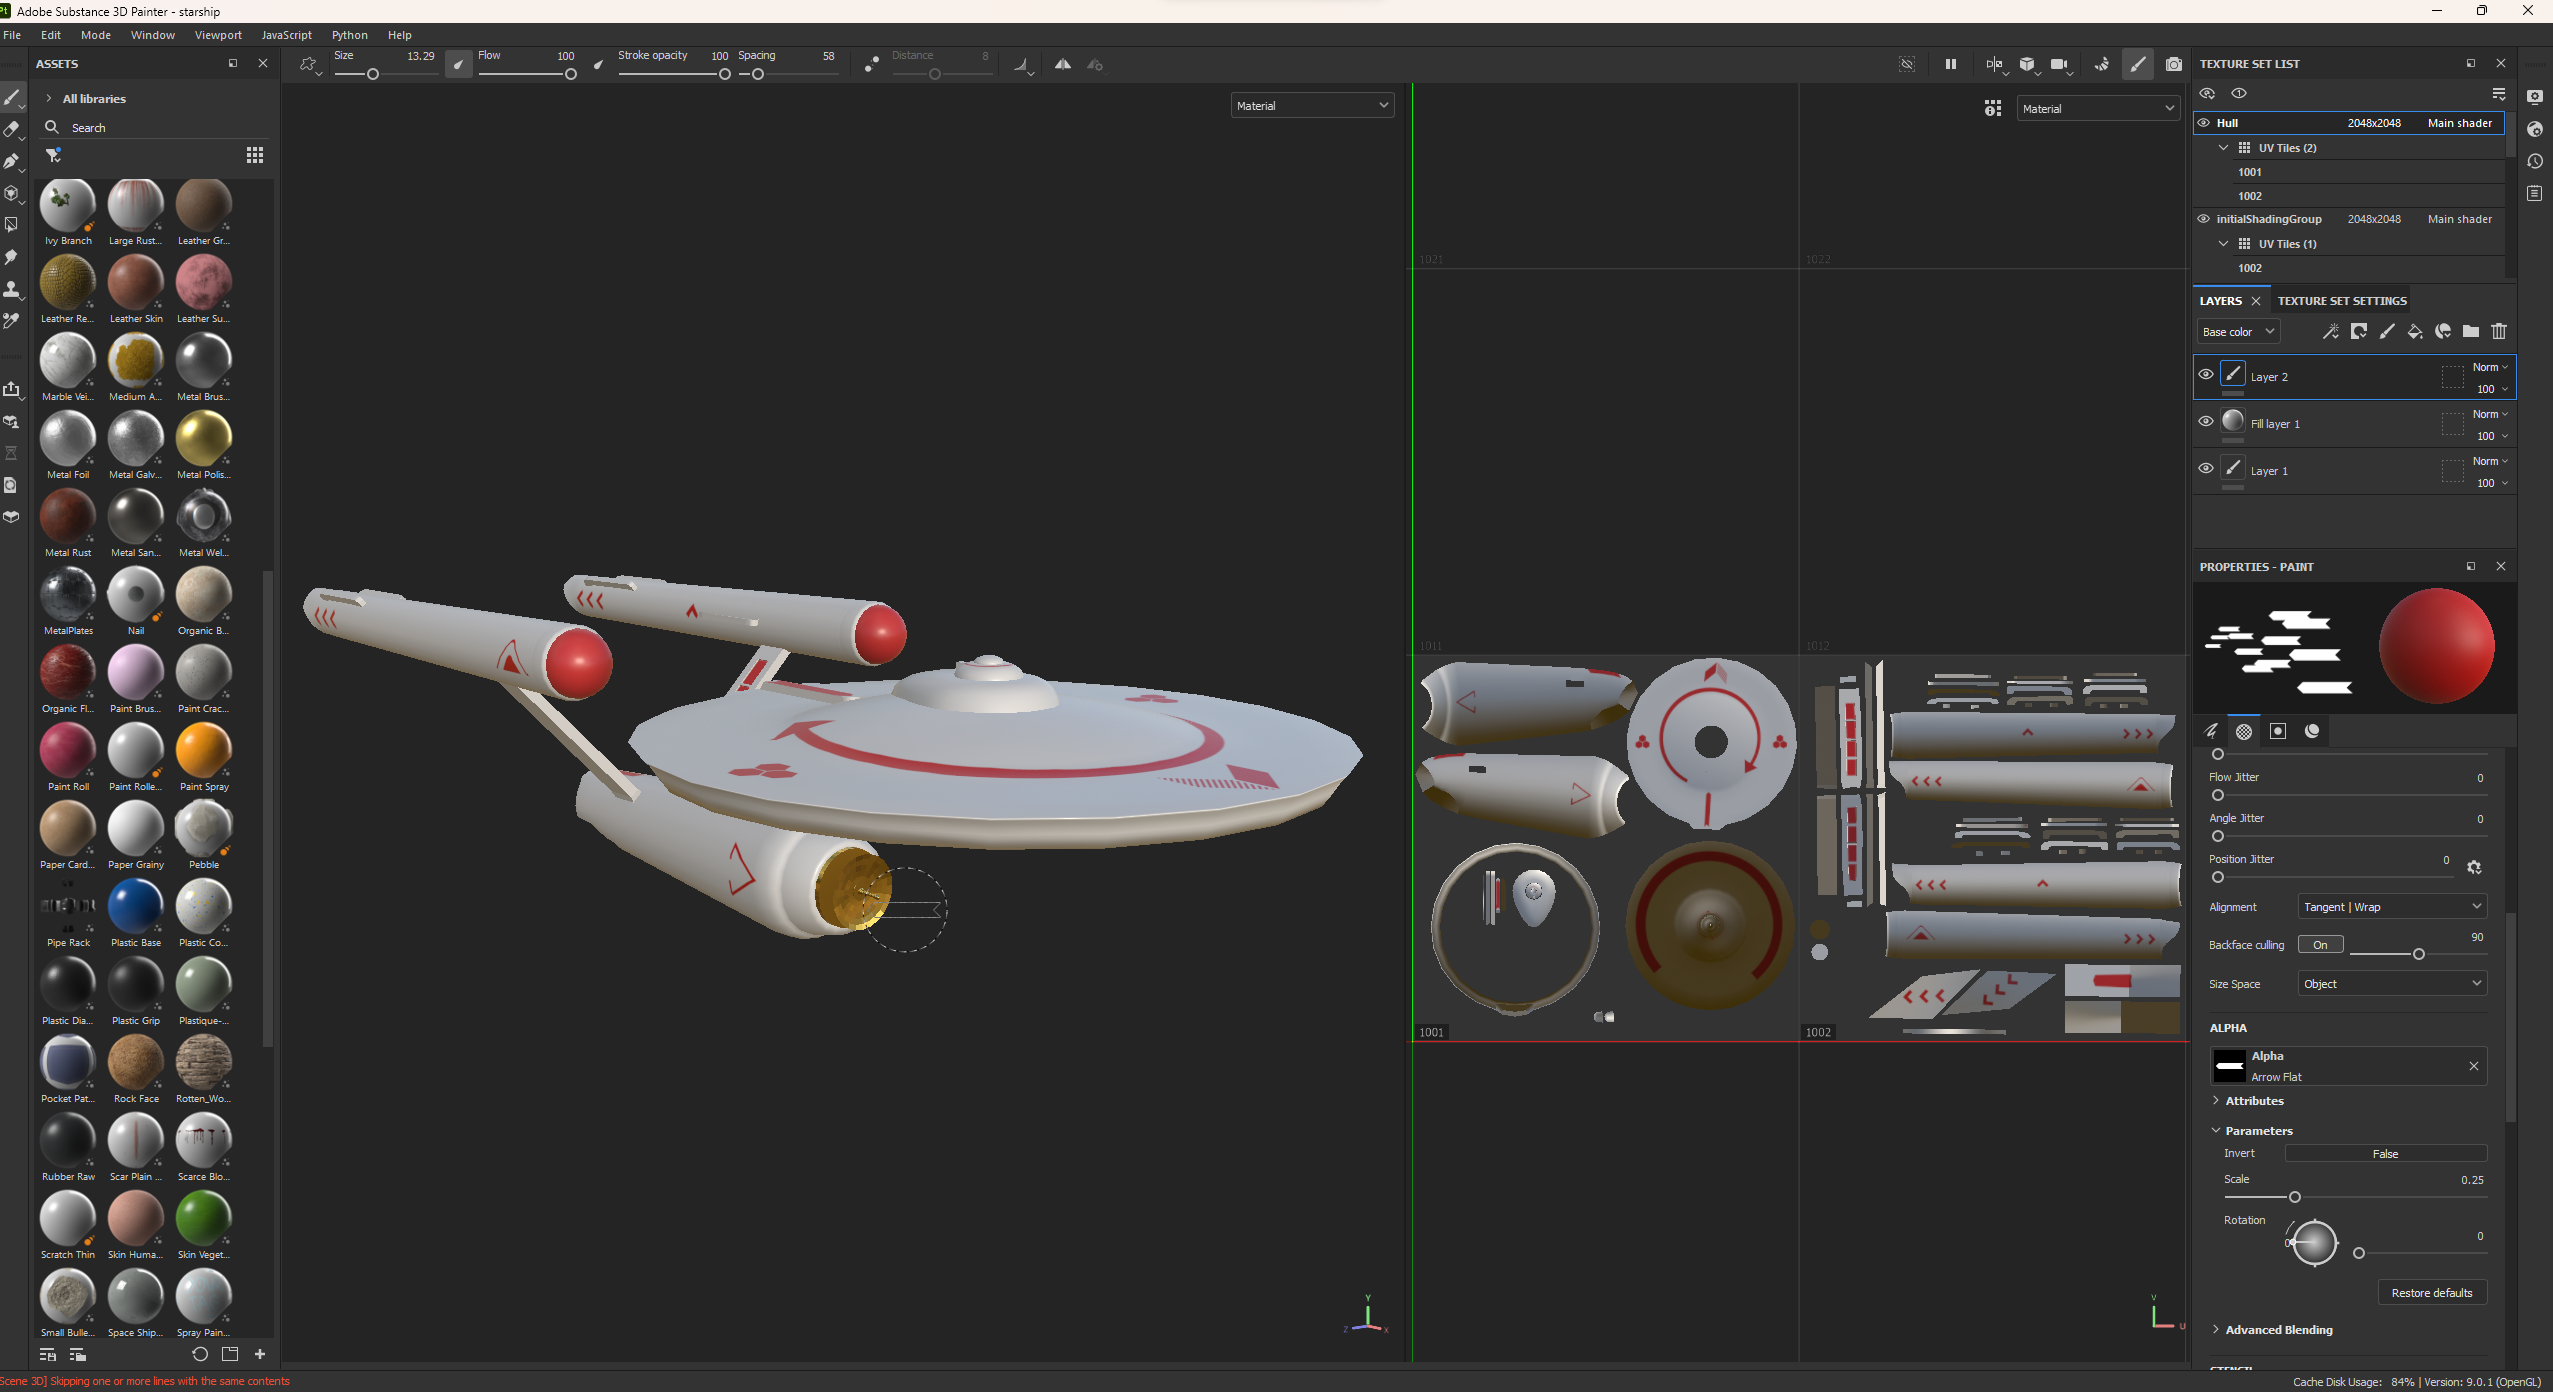 Adobe Substance 3D Painter - starship
File Edit Mode Window Viewport JavaScript Python Help
ASSETS
Size 13.29 Flow 100 Stroke opacity 100 Spacing 58 Distance 8
All libraries
Search
Ivy Branch Large Rust... Leather Gr...
Leather Re... Leather Skin Leather Su...
Marble Vei... Medium A... Metal Brus...
Metal Foil Metal Galv... Metal Polis...
Metal Rust Metal San... Metal Wel...
MetalPlates Nail Organic B...
Organic Fl... Paint Brus... Paint Crac...
Paint Roll Paint Rolle... Paint Spray
Paper Card... Paper Grainy Pebble
Pipe Rack Plastic Base Plastic Co...
Plastic Dia... Plastic Grip Plastique-...
Pocket Pat... Rock Face Rotten_Wo...
Rubber Raw Scar Plain ... Scarce Blo...
Scratch Thin Skin Huma... Skin Veget...
Small Bulle... Space Ship... Spray Pain...
Scene 3D] Skipping one or more lines with the same contents
Material
Y
Z X
Material
1021 1022
1011 1012
1001 1002
V
U
TEXTURE SET LIST
Hull 2048x2048 Main shader
UV Tiles (2)
1001
1002
initialShadingGroup 2048x2048 Main shader
UV Tiles (1)
1002
LAYERS TEXTURE SET SETTINGS
Base color
Layer 2 Norm 100
Fill layer 1 Norm 100
Layer 1 Norm 100
PROPERTIES - PAINT
Flow Jitter 0
Angle Jitter 0
Position Jitter 0
Alignment Tangent | Wrap
Backface culling On 90
Size Space Object
ALPHA
Alpha
Arrow Flat
Attributes
Parameters
Invert False
Scale 0.25
Rotation 0 0
Restore defaults
Advanced Blending
STENCIL
Cache Disk Usage: 84% | Version: 9.0.1 (OpenGL)